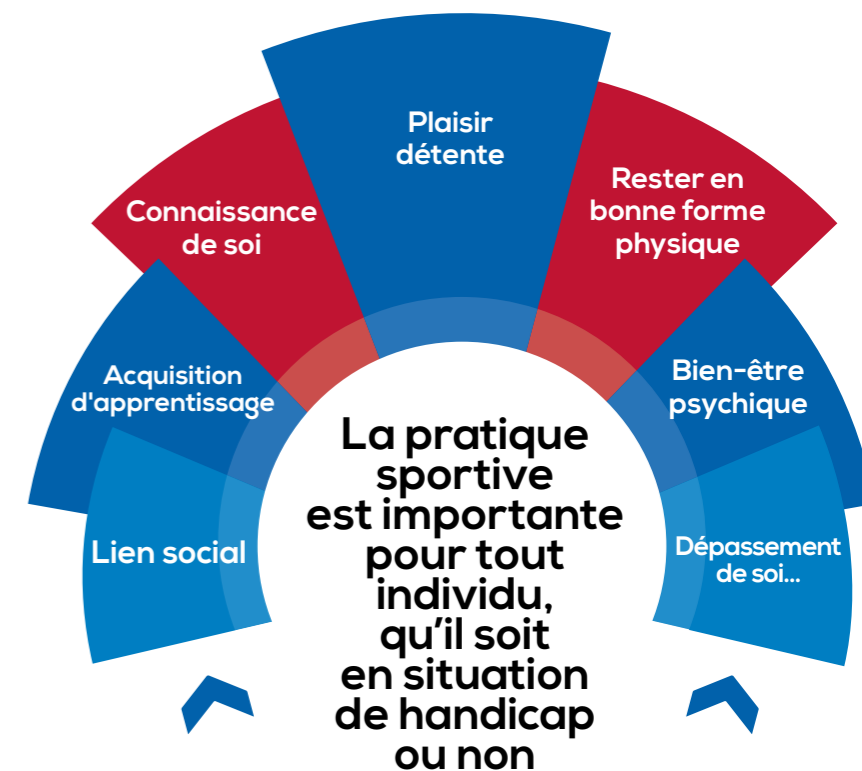 Plaisir
détente
Connaissance
de soi
Rester en
bonne forme
physique
Acquisition
d'apprentissage
Bien-être
psychique
Lien social
Dépassement
de soi...
La pratique
sportive
est importante
pour tout
individu,
qu'il soit
en situation
de handicap
ou non